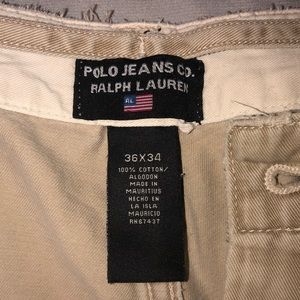 POLO JEANS CO.
RALPH LAUREN
RL
36X34
100% COTTON/
ALGODON
MADE IN
MAURITIUS
HECHO EN
LA ISLA
MAURICIO
RN67437